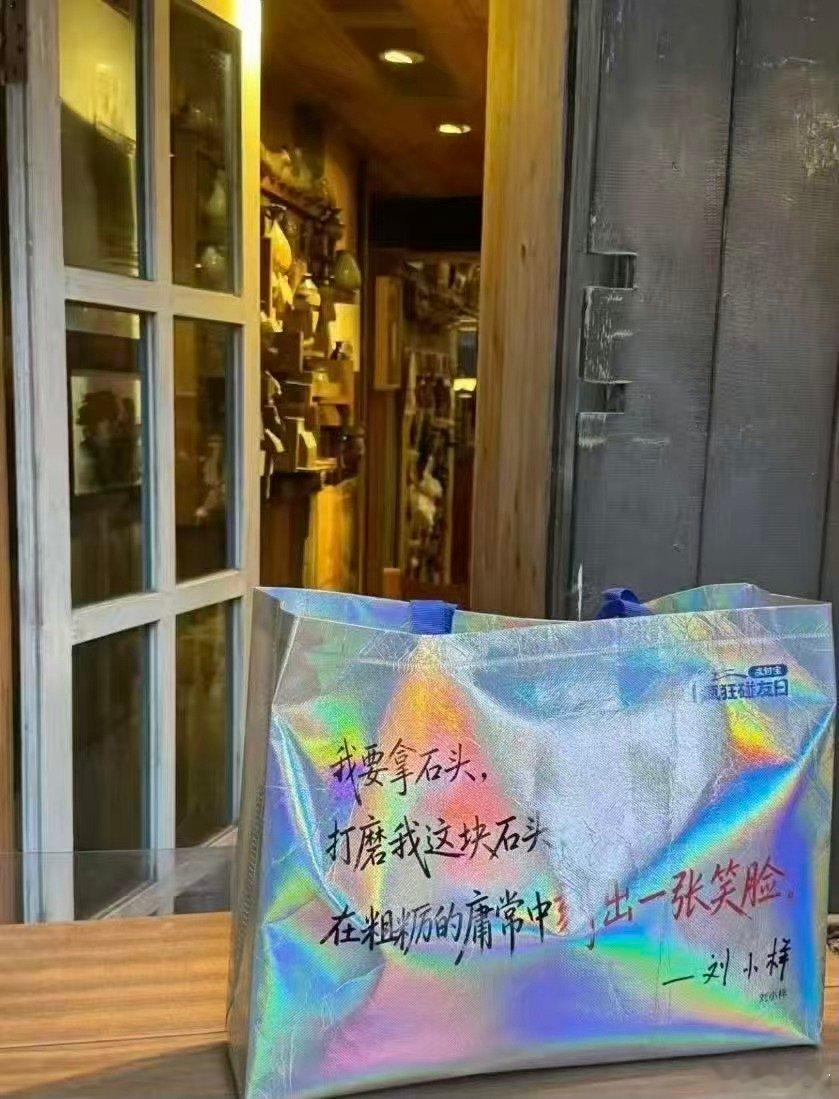 支付宝
疯狂碰友日
我要拿石头，
打磨我这块石头
在粗粝的庸常中 出一张笑脸。
—刘小样
刘小样